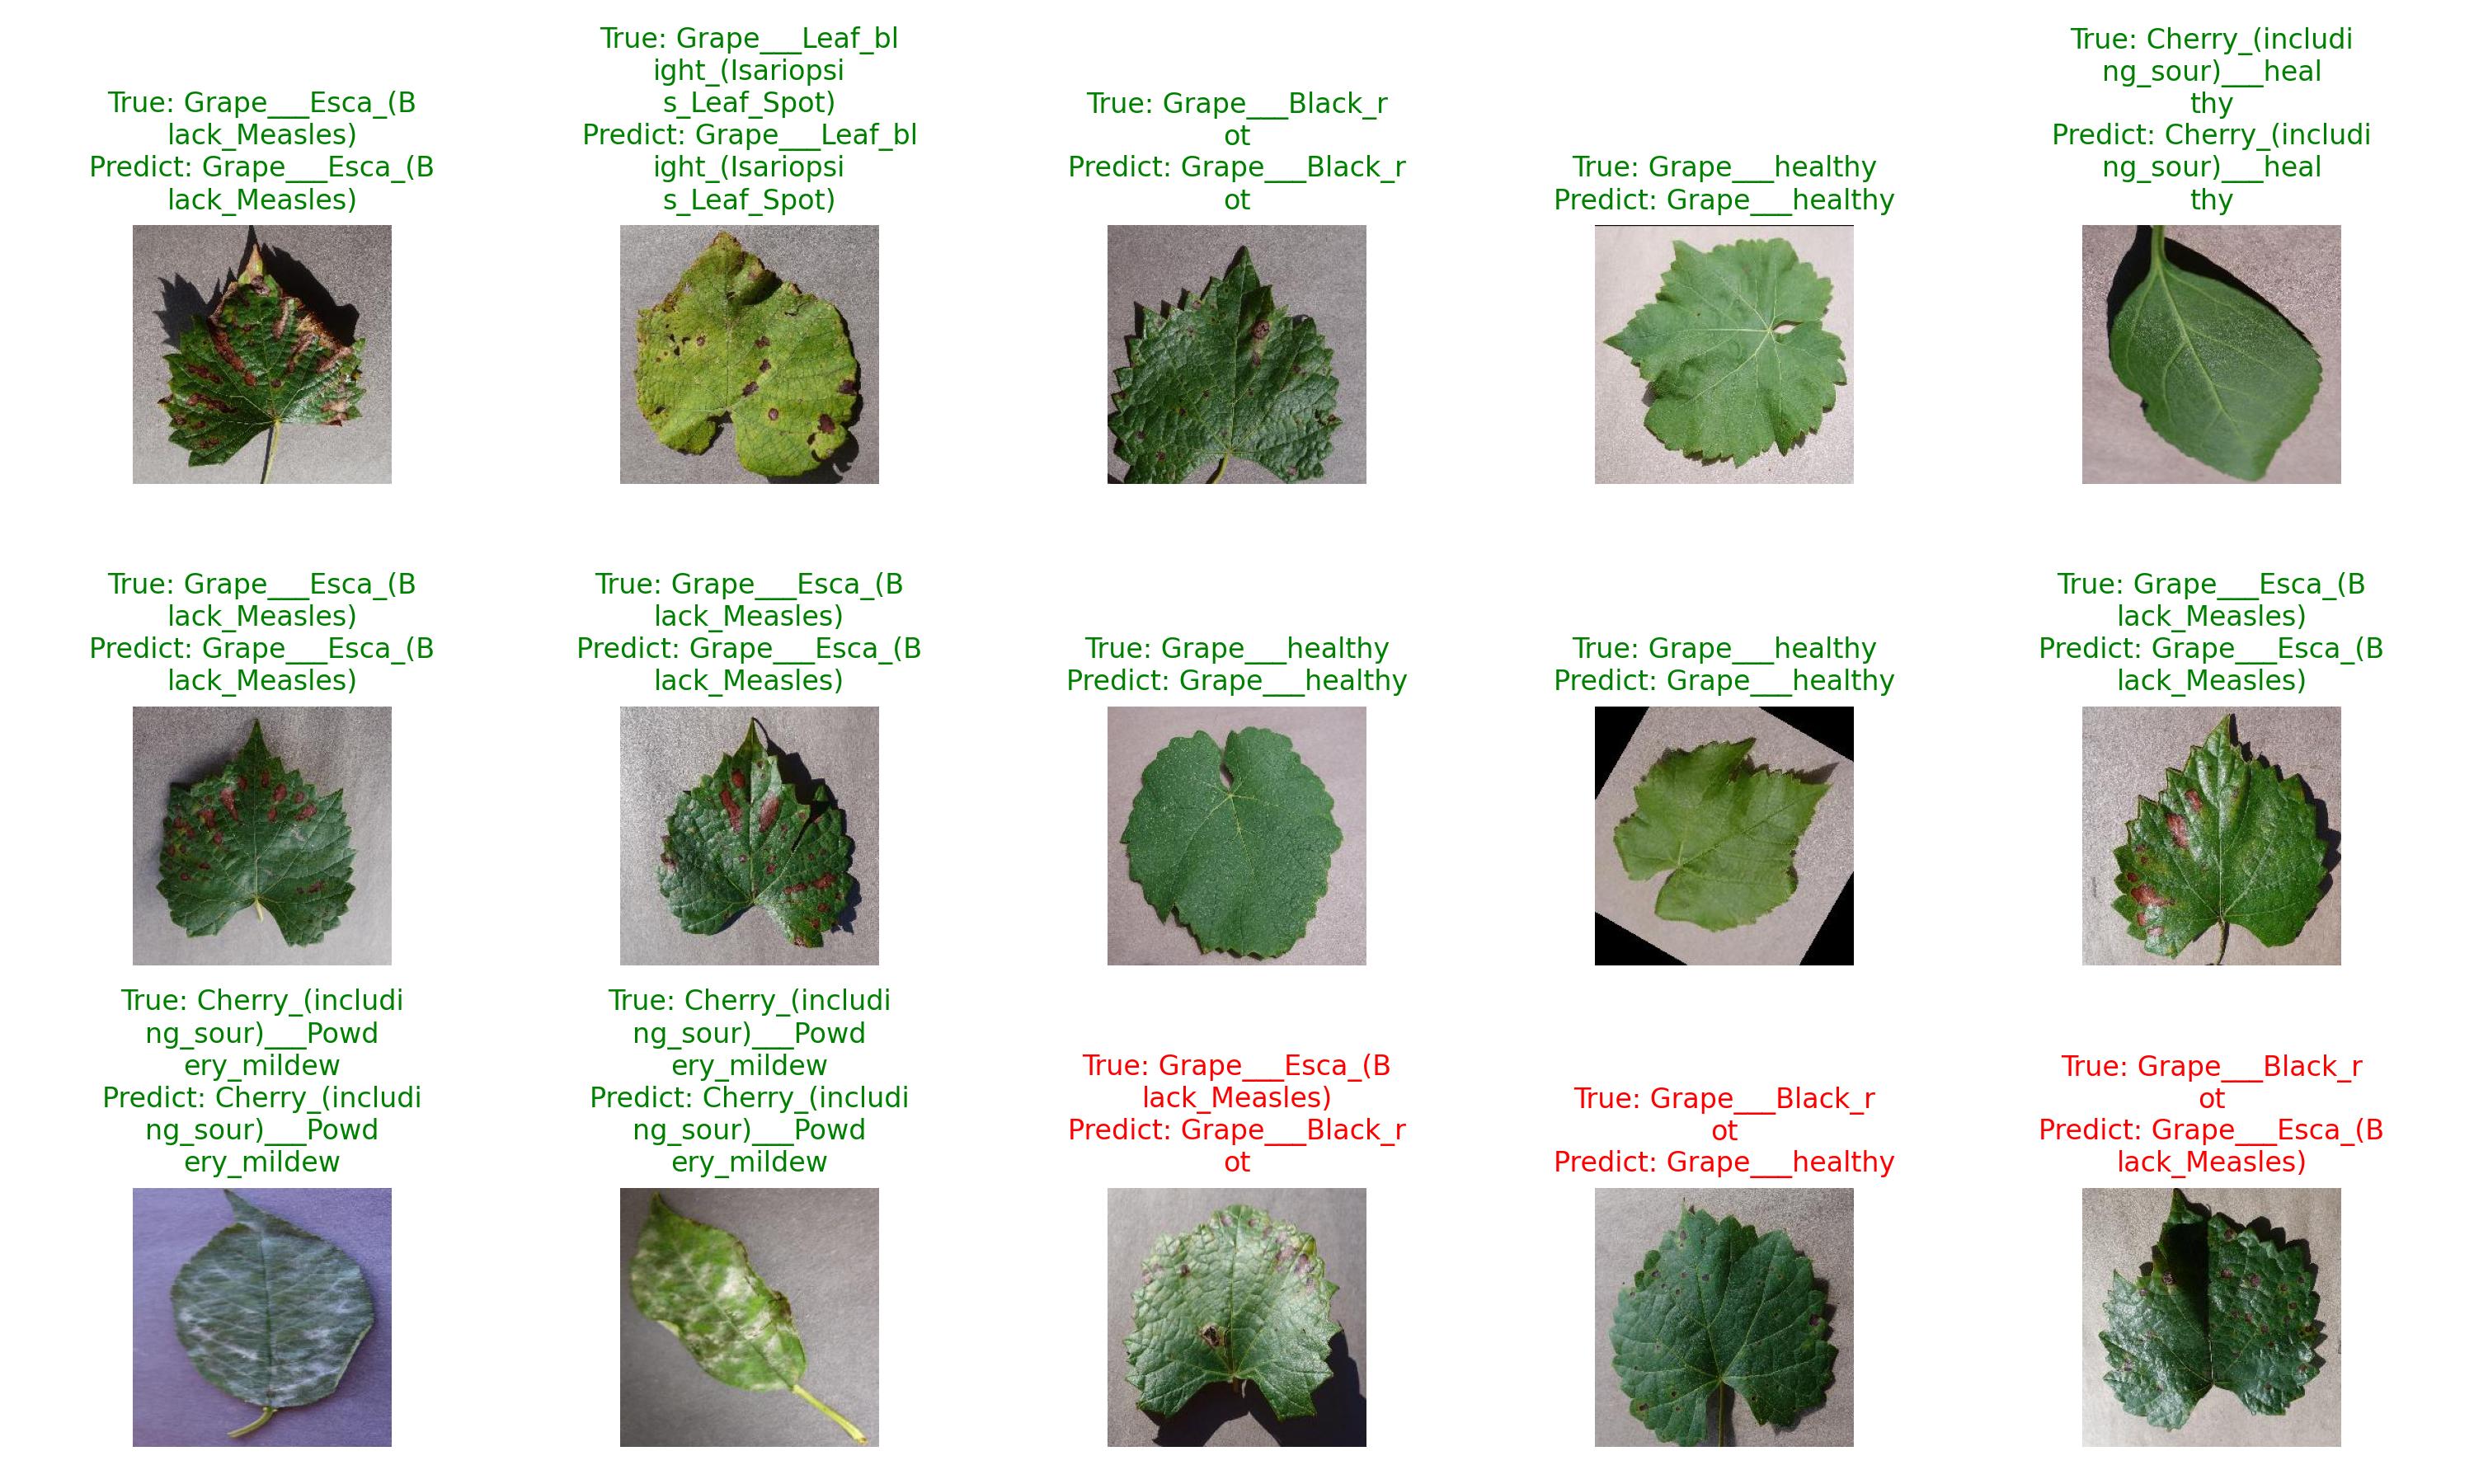 True: Grape___Esca_(B
lack_Measles)
Predict: Grape___Esca_(B
lack_Measles)
True: Grape___Leaf_bl
ight_(Isariopsi
s_Leaf_Spot)
Predict: Grape___Leaf_bl
ight_(Isariopsi
s_Leaf_Spot)
True: Grape___Black_r
ot
Predict: Grape___Black_r
ot
True: Grape___healthy
Predict: Grape___healthy
True: Cherry_(includi
ng_sour)___heal
thy
Predict: Cherry_(includi
ng_sour)___heal
thy
True: Grape___Esca_(B
lack_Measles)
Predict: Grape___Esca_(B
lack_Measles)
True: Grape___Esca_(B
lack_Measles)
Predict: Grape___Esca_(B
lack_Measles)
True: Grape___healthy
Predict: Grape___healthy
True: Grape___healthy
Predict: Grape___healthy
True: Grape___Esca_(B
lack_Measles)
Predict: Grape___Esca_(B
lack_Measles)
True: Cherry_(includi
ng_sour)___Powd
ery_mildew
Predict: Cherry_(includi
ng_sour)___Powd
ery_mildew
True: Cherry_(includi
ng_sour)___Powd
ery_mildew
Predict: Cherry_(includi
ng_sour)___Powd
ery_mildew
True: Grape___Esca_(B
lack_Measles)
Predict: Grape___Black_r
ot
True: Grape___Black_r
ot
Predict: Grape___healthy
True: Grape___Black_r
ot
Predict: Grape___Esca_(B
lack_Measles)